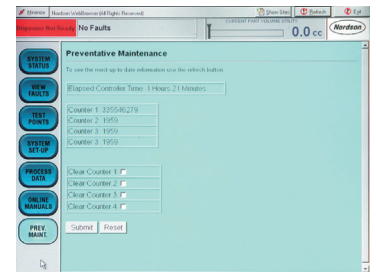 Advance Nordson WebBrowser (All Rights Reserved) Show Sites Refresh Exit
Dispenser Not Ready No Faults
CURRENT PART VOLUME STILITY
0.0 cc
Nordson
SYSTEM STATUS
VIEW FAULTS
TEST POINTS
SYSTEM SET-UP
PROCESS DATA
ONLINE MANUALS
PREV. MAINT.
Preventative Maintenance
To see the most up to date information use the refresh button
Elapsed Controller Time 1 Hours 21 Minutes
Counter 1 335546279
Counter 2 1959
Counter 3 1959
Counter 3 1959
Clear Counter 1
Clear Counter 2
Clear Counter 3
Clear Counter 4
Submit Reset